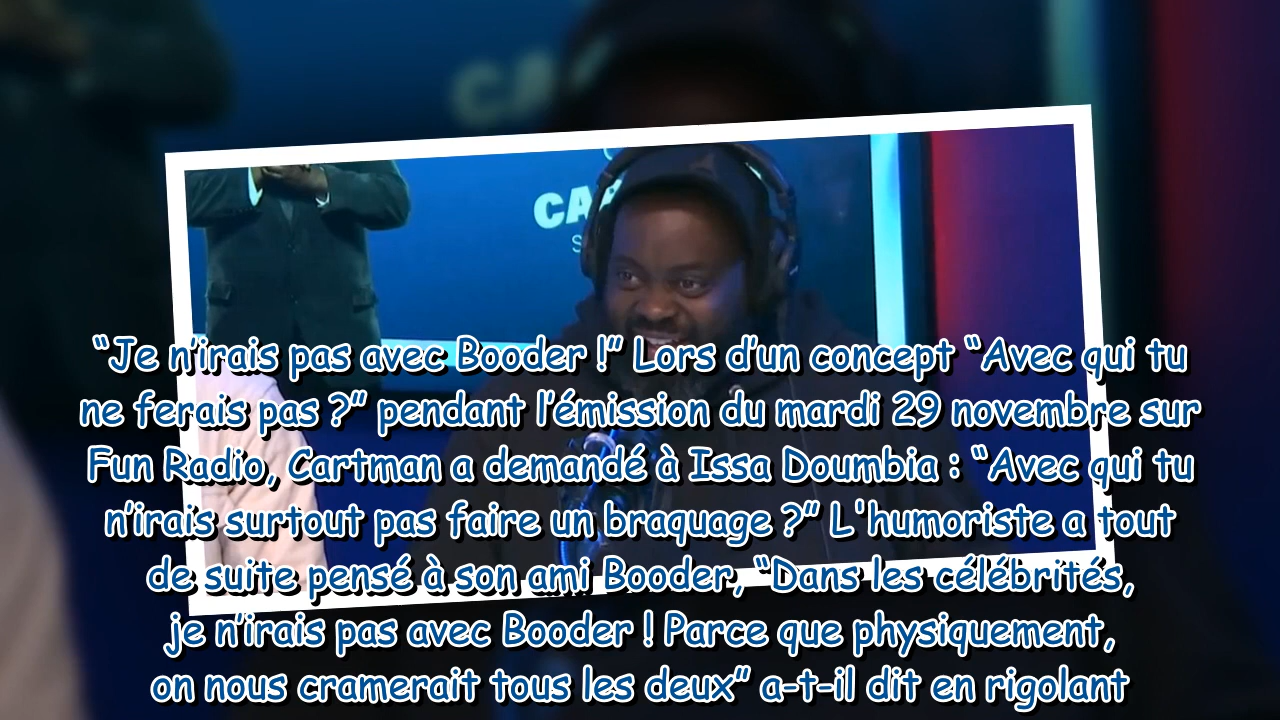 CA
“Je n’irais pas avec Booder !” Lors d’un concept “Avec qui tu
ne ferais pas ?” pendant l’émission du mardi 29 novembre sur
Fun Radio, Cartman a demandé à Issa Doumbia : “Avec qui tu
n’irais surtout pas faire un braquage ?” L'humoriste a tout
de suite pensé à son ami Booder, “Dans les célébrités,
je n’irais pas avec Booder ! Parce que physiquement,
on nous cramerait tous les deux” a-t-il dit en rigolant